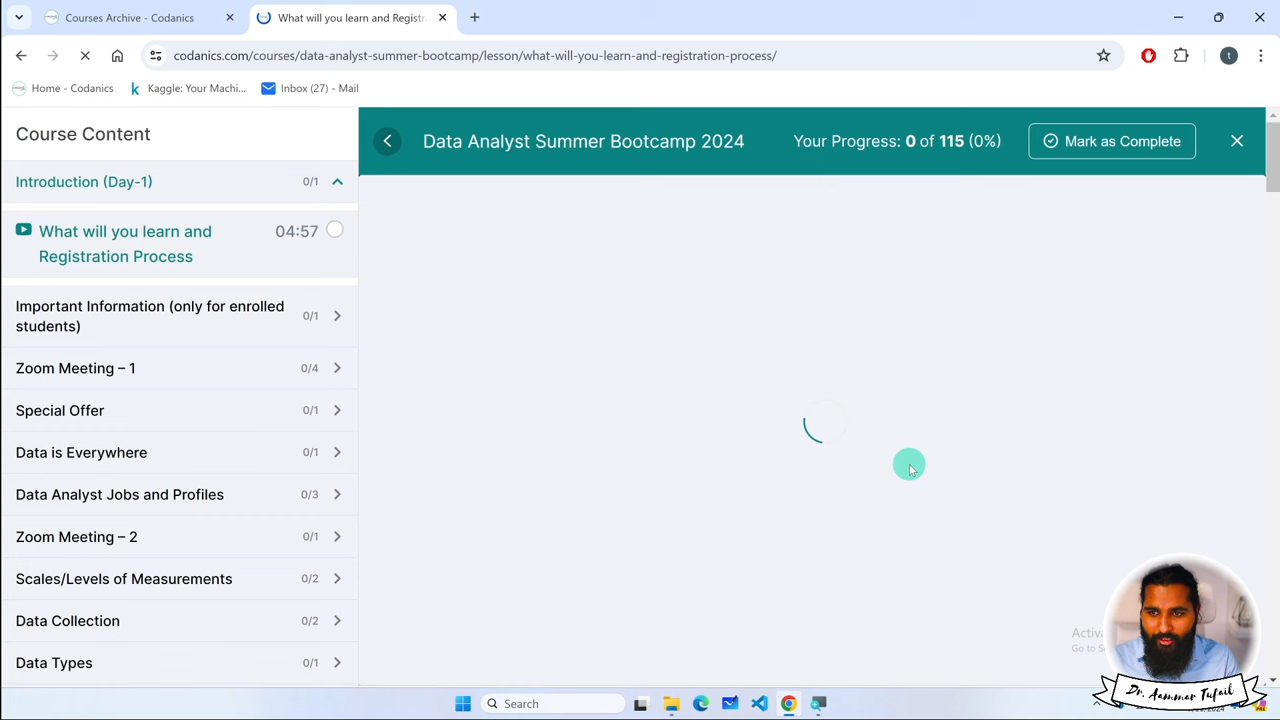 Courses Archive - Codanics
What will you learn and Registr
codanics.com/courses/data-analyst-summer-bootcamp/lesson/what-will-you-learn-and-registration-process/
t
Home - Codanics
Kaggle: Your Machi...
Inbox (27) - Mail
Course Content
Data Analyst Summer Bootcamp 2024
Your Progress: 0 of 115 (0%)
Mark as Complete
Introduction (Day-1) 0/1
What will you learn and 04:57
Registration Process
Important Information (only for enrolled
students) 0/1
Zoom Meeting – 1 0/4
Special Offer 0/1
Data is Everywhere 0/1
Data Analyst Jobs and Profiles 0/3
Zoom Meeting – 2 0/1
Scales/Levels of Measurements 0/2
Data Collection 0/2
Data Types 0/1
Dr. Aammar Tufail
Search